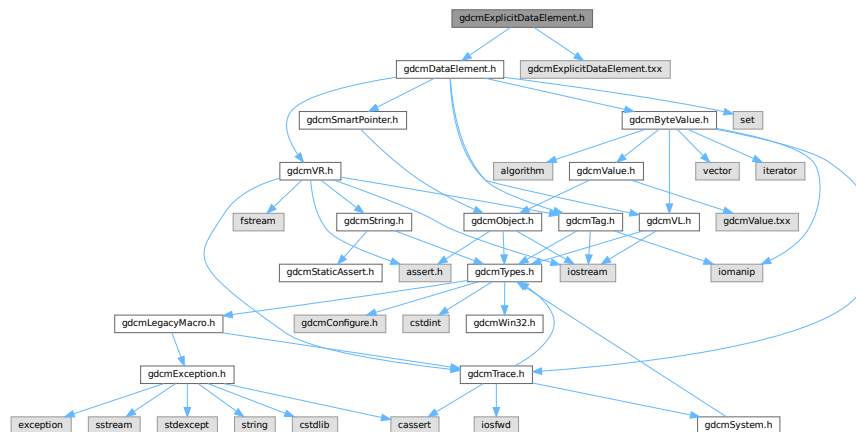 gdcmExplicitDataElement.h
gdcmDataElement.h
gdcmExplicitDataElement.txx
gdcmSmartPointer.h
gdcmByteValue.h
set
gdcmVR.h
algorithm
gdcmValue.h
vector
iterator
fstream
gdcmString.h
gdcmObject.h
gdcmTag.h
gdcmVL.h
gdcmValue.txx
gdcmStaticAssert.h
assert.h
gdcmTypes.h
iostream
iomanip
gdcmLegacyMacro.h
gdcmConfigure.h
cstdint
gdcmWin32.h
gdcmException.h
gdcmTrace.h
exception
sstream
stdexcept
string
cstdlib
cassert
iosfwd
gdcmSystem.h